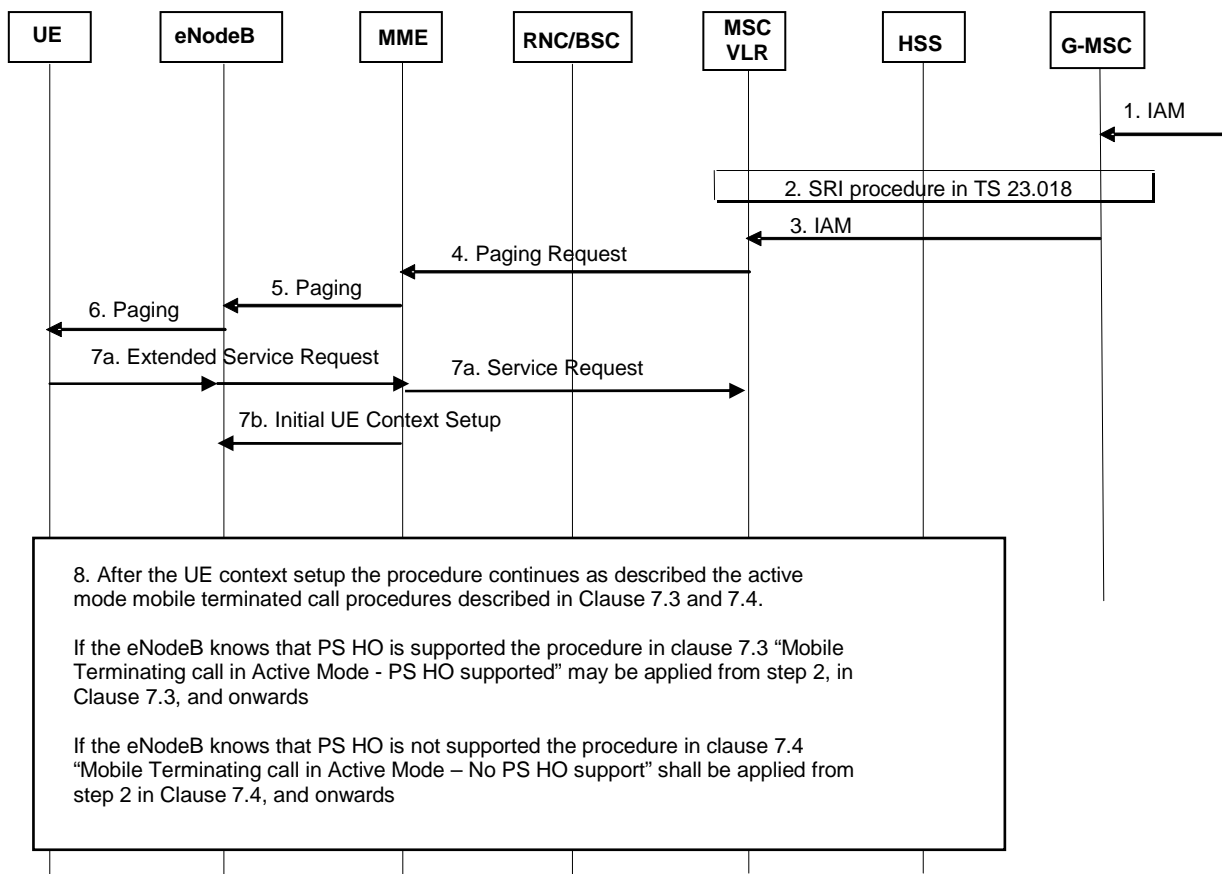 UE
eNodeB
MME
RNC/BSC
MSC
VLR
HSS
G-MSC
1. IAM
2. SRI procedure in TS 23.018
3. IAM
4. Paging Request
5. Paging
6. Paging
7a. Extended Service Request
7a. Service Request
7b. Initial UE Context Setup
8. After the UE context setup the procedure continues as described the active
mode mobile terminated call procedures described in Clause 7.3 and 7.4.
If the eNodeB knows that PS HO is supported the procedure in clause 7.3 “Mobile
Terminating call in Active Mode - PS HO supported” may be applied from step 2, in
Clause 7.3, and onwards
If the eNodeB knows that PS HO is not supported the procedure in clause 7.4
“Mobile Terminating call in Active Mode – No PS HO support” shall be applied from
step 2 in Clause 7.4, and onwards